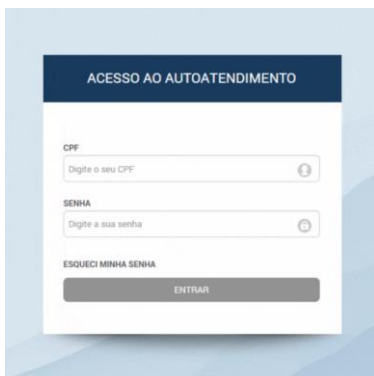 ACESSO AO AUTOATENDIMENTO
CPF
Digite o seu CPF
SENHA
Digite a sua senha
ESQUECI MINHA SENHA
ENTRAR